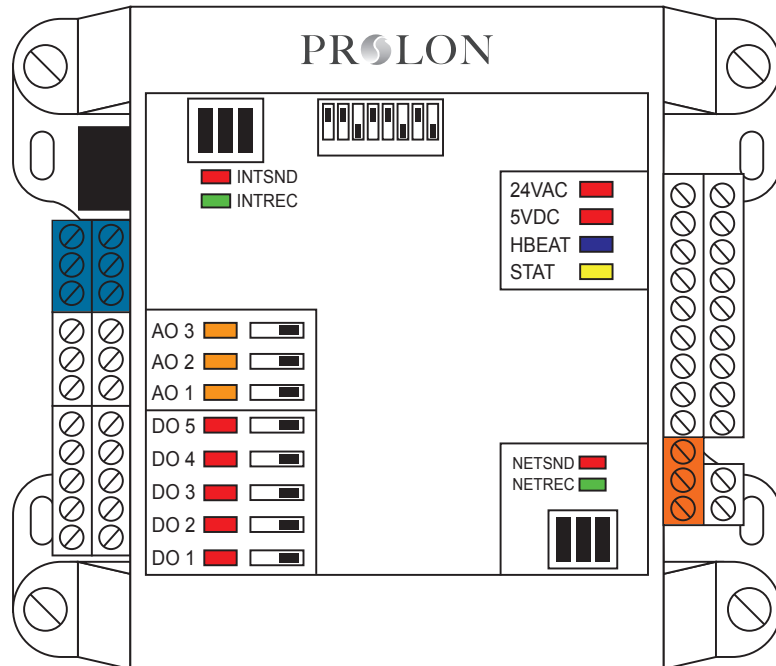 PROLON
INTSND
INTREC
24VAC
5VDC
HBEAT
STAT
AO 3
AO 2
AO 1
DO 5
DO 4
DO 3
DO 2
DO 1
NETSND
NETREC